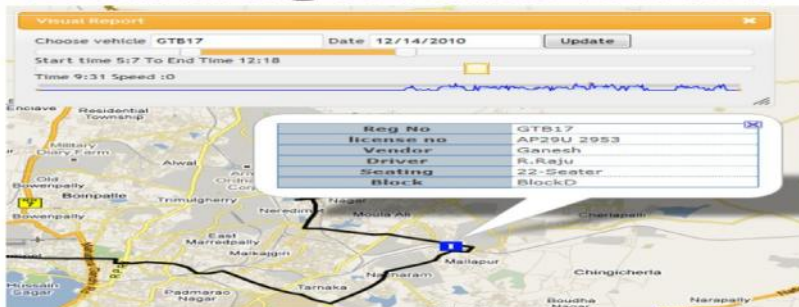 Visual Report
Choose vehicle GTB17 Date 12/14/2010 Update
Start time 5:7 To End Time 12:18
Time 9:31 Speed :0
Enclave
Residential
Township
Reg No GTB17
license no AP29U 2953
Vendor Ganesh
Driver R.Raju
Seating 22-Seater
Block BlockD
Military
Diary Farm
Alwal
Old
Bowenpally
Boinpalle
Trimulgherry
Nagar
Bowenpally
Moula Ali
Cherlapalli
East
Marredpally
Malkajgiri
Mallapur
Nacharam
Chingicherla
Hussain
Sagar
Padmarao
Nagar
Tarnaka
Boudha
Nagar
Narapally